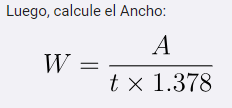 Luego, calcule el Ancho:
W = A / (t × 1.378)